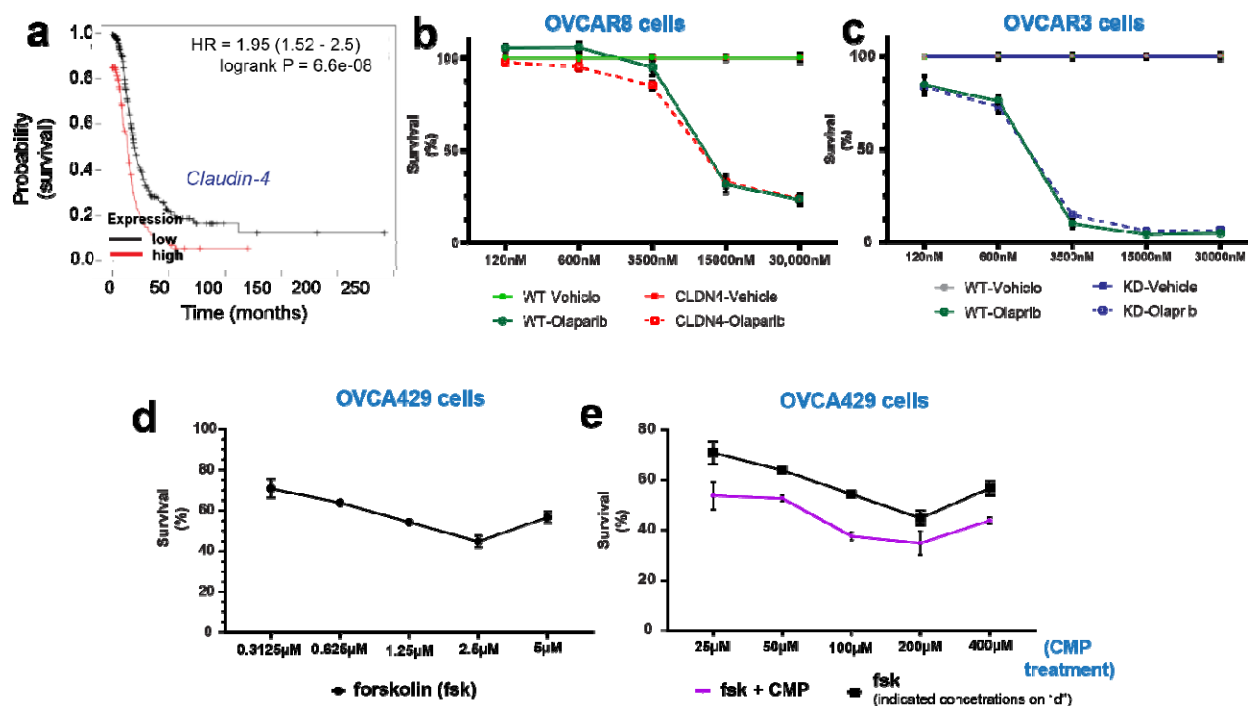 a
HR = 1.95 (1.52 - 2.5)
logrank P = 6.6e-08
Probability
(survival)
1.0
0.8
0.6
0.4
0.2
0.0
Claudin-4
Expression
low
high
0 50 100 150 200 250
Time (months)
b
OVCAR8 cells
Survival
(%)
100
50
0
120nM 600nM 3500nM 15000nM 30,000nM
WT Vohiclo
CLDN4-Vehicle
WT-Olaparib
CLDN4-Olaparib
c
OVCAR3 cells
Survival
(%)
100
50
0
120nM 600nM 3500nM 15000nM 30000nM
WT-Vohiclo
KD-Vehicle
WT-Olaprib
KD-Olaprib
d
OVCA429 cells
Survival
(%)
100
80
60
40
20
0
0.3125µM 0.625µM 1.25µM 2.5µM 5µM
forskolin (fsk)
e
OVCA429 cells
Survival
(%)
80
60
40
20
0
25µM 50µM 100µM 200µM 400µM
(CMP
treatment)
fsk + CMP
fsk
(indicated concetrations on "d")